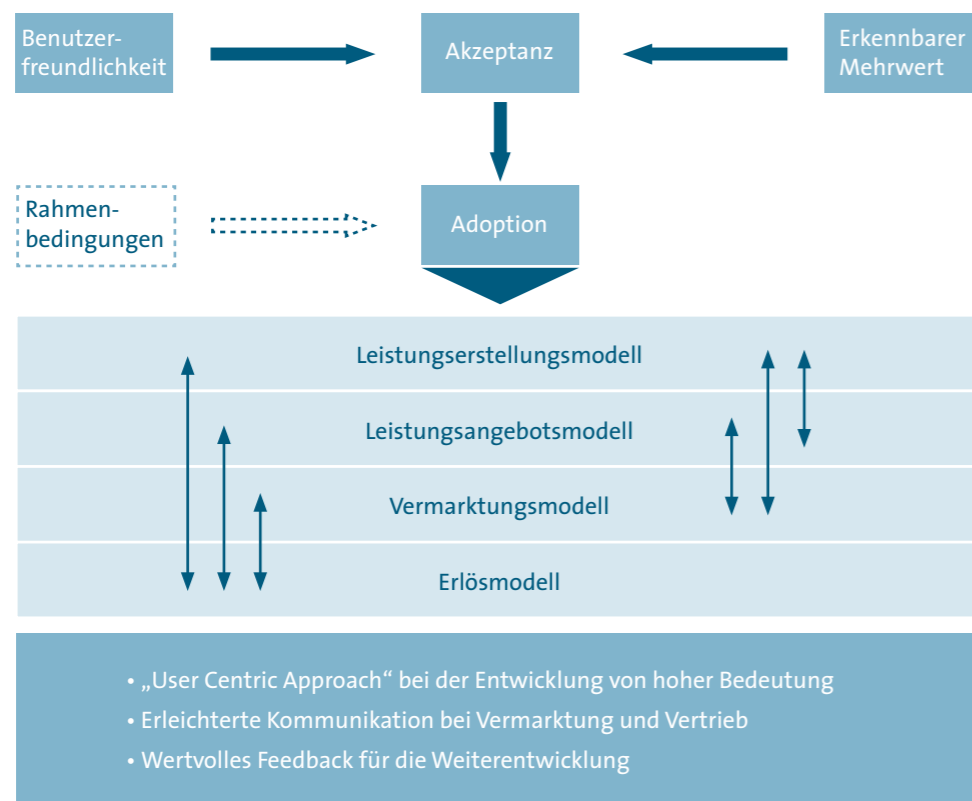 Benutzer-
freundlichkeit
Akzeptanz
Erkennbarer
Mehrwert
Rahmen-
bedingungen
Adoption
Leistungserstellungsmodell
Leistungsangebotsmodell
Vermarktungsmodell
Erlösmodell
• „User Centric Approach“ bei der Entwicklung von hoher Bedeutung
• Erleichterte Kommunikation bei Vermarktung und Vertrieb
• Wertvolles Feedback für die Weiterentwicklung